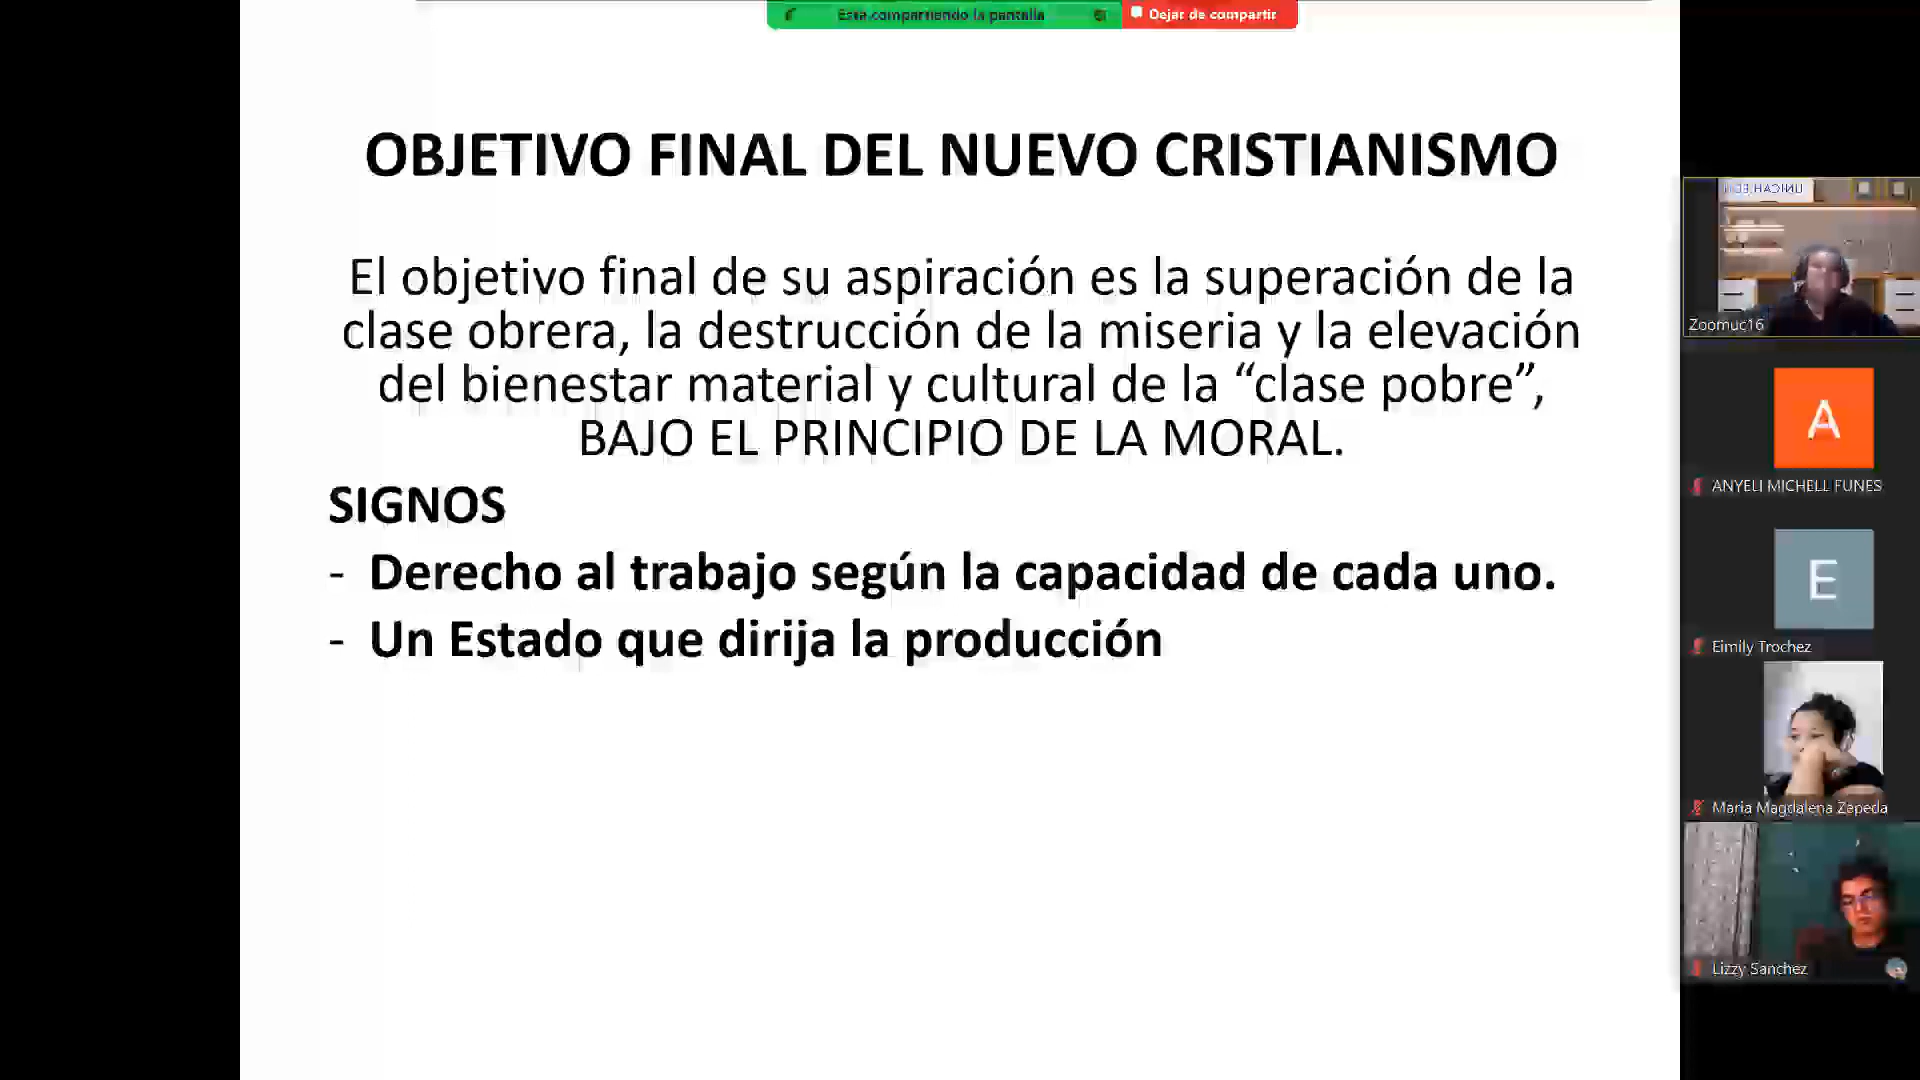 Está compartiendo la pantalla
Dejar de compartir
OBJETIVO FINAL DEL NUEVO CRISTIANISMO
El objetivo final de su aspiración es la superación de la
clase obrera, la destrucción de la miseria y la elevación
del bienestar material y cultural de la “clase pobre”,
BAJO EL PRINCIPIO DE LA MORAL.
SIGNOS
- Derecho al trabajo según la capacidad de cada uno.
- Un Estado que dirija la producción
Zoomuc16
A
ANYELI MICHELL FUNES
E
Eimily Trochez
Maria Magdalena Zepeda
Lizzy Sanchez